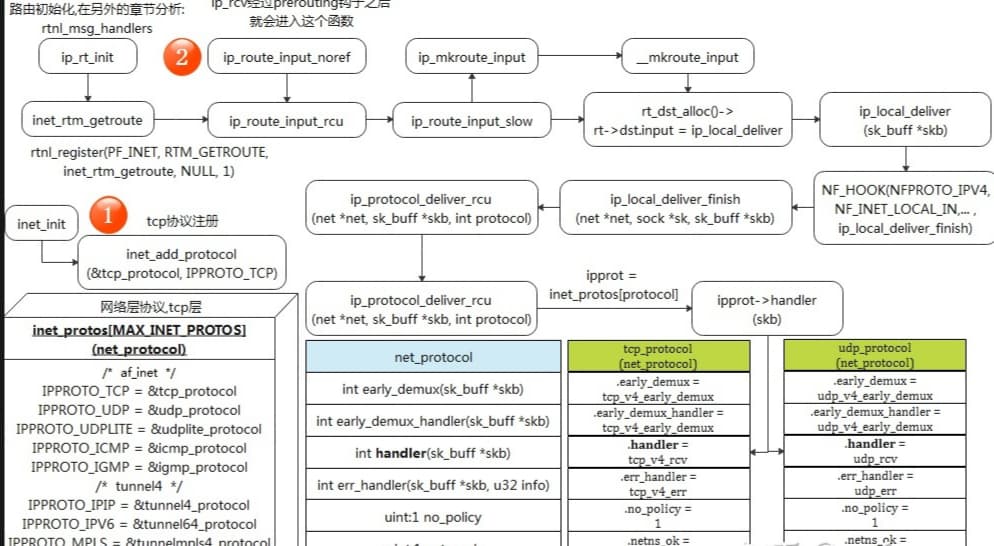 路由初始化,在另外的章节分析:
rtnl_msg_handlers
ip_rt_init
2
ip_rcv经过prerouting钩子之后
就会进入这个函数
ip_route_input_noref
ip_mkroute_input
__mkroute_input
inet_rtm_getroute
ip_route_input_rcu
ip_route_input_slow
rt_dst_alloc()->
rt->dst.input = ip_local_deliver
ip_local_deliver
(sk_buff *skb)
rtnl_register(PF_INET, RTM_GETROUTE,
inet_rtm_getroute, NULL, 1)
NF_HOOK(NFPROTO_IPV4,
NF_INET_LOCAL_IN,... ,
ip_local_deliver_finish)
ip_local_deliver_finish
(net *net, sock *sk, sk_buff *skb)
ip_protocol_deliver_rcu
(net *net, sk_buff *skb, int protocol)
inet_init
1
tcp协议注册
inet_add_protocol
(&tcp_protocol, IPPROTO_TCP)
ip_protocol_deliver_rcu
(net *net, sk_buff *skb, int protocol)
ipprot =
inet_protos[protocol]
ipprot->handler
(skb)
网络层协议,tcp层
inet_protos[MAX_INET_PROTOS]
(net_protocol)
/* af_inet */
IPPROTO_TCP = &tcp_protocol
IPPROTO_UDP = &udp_protocol
IPPROTO_UDPLITE = &udplite_protocol
IPPROTO_ICMP = &icmp_protocol
IPPROTO_IGMP = &igmp_protocol
/* tunnel4 */
IPPROTO_IPIP = &tunnel4_protocol
IPPROTO_IPV6 = &tunnel64_protocol
IPPROTO_MPLS = &tunnelmpls4_protocol
net_protocol
int early_demux(sk_buff *skb)
int early_demux_handler(sk_buff *skb)
int handler(sk_buff *skb)
int err_handler(sk_buff *skb, u32 info)
uint:1 no_policy
tcp_protocol
(net_protocol)
.early_demux =
tcp_v4_early_demux
.early_demux_handler =
tcp_v4_early_demux
.handler =
tcp_v4_rcv
.err_handler =
tcp_v4_err
.no_policy =
1
.netns_ok =
udp_protocol
(net_protocol)
.early_demux =
udp_v4_early_demux
.early_demux_handler =
udp_v4_early_demux
.handler =
udp_rcv
.err_handler =
udp_err
.no_policy =
1
.netns_ok =